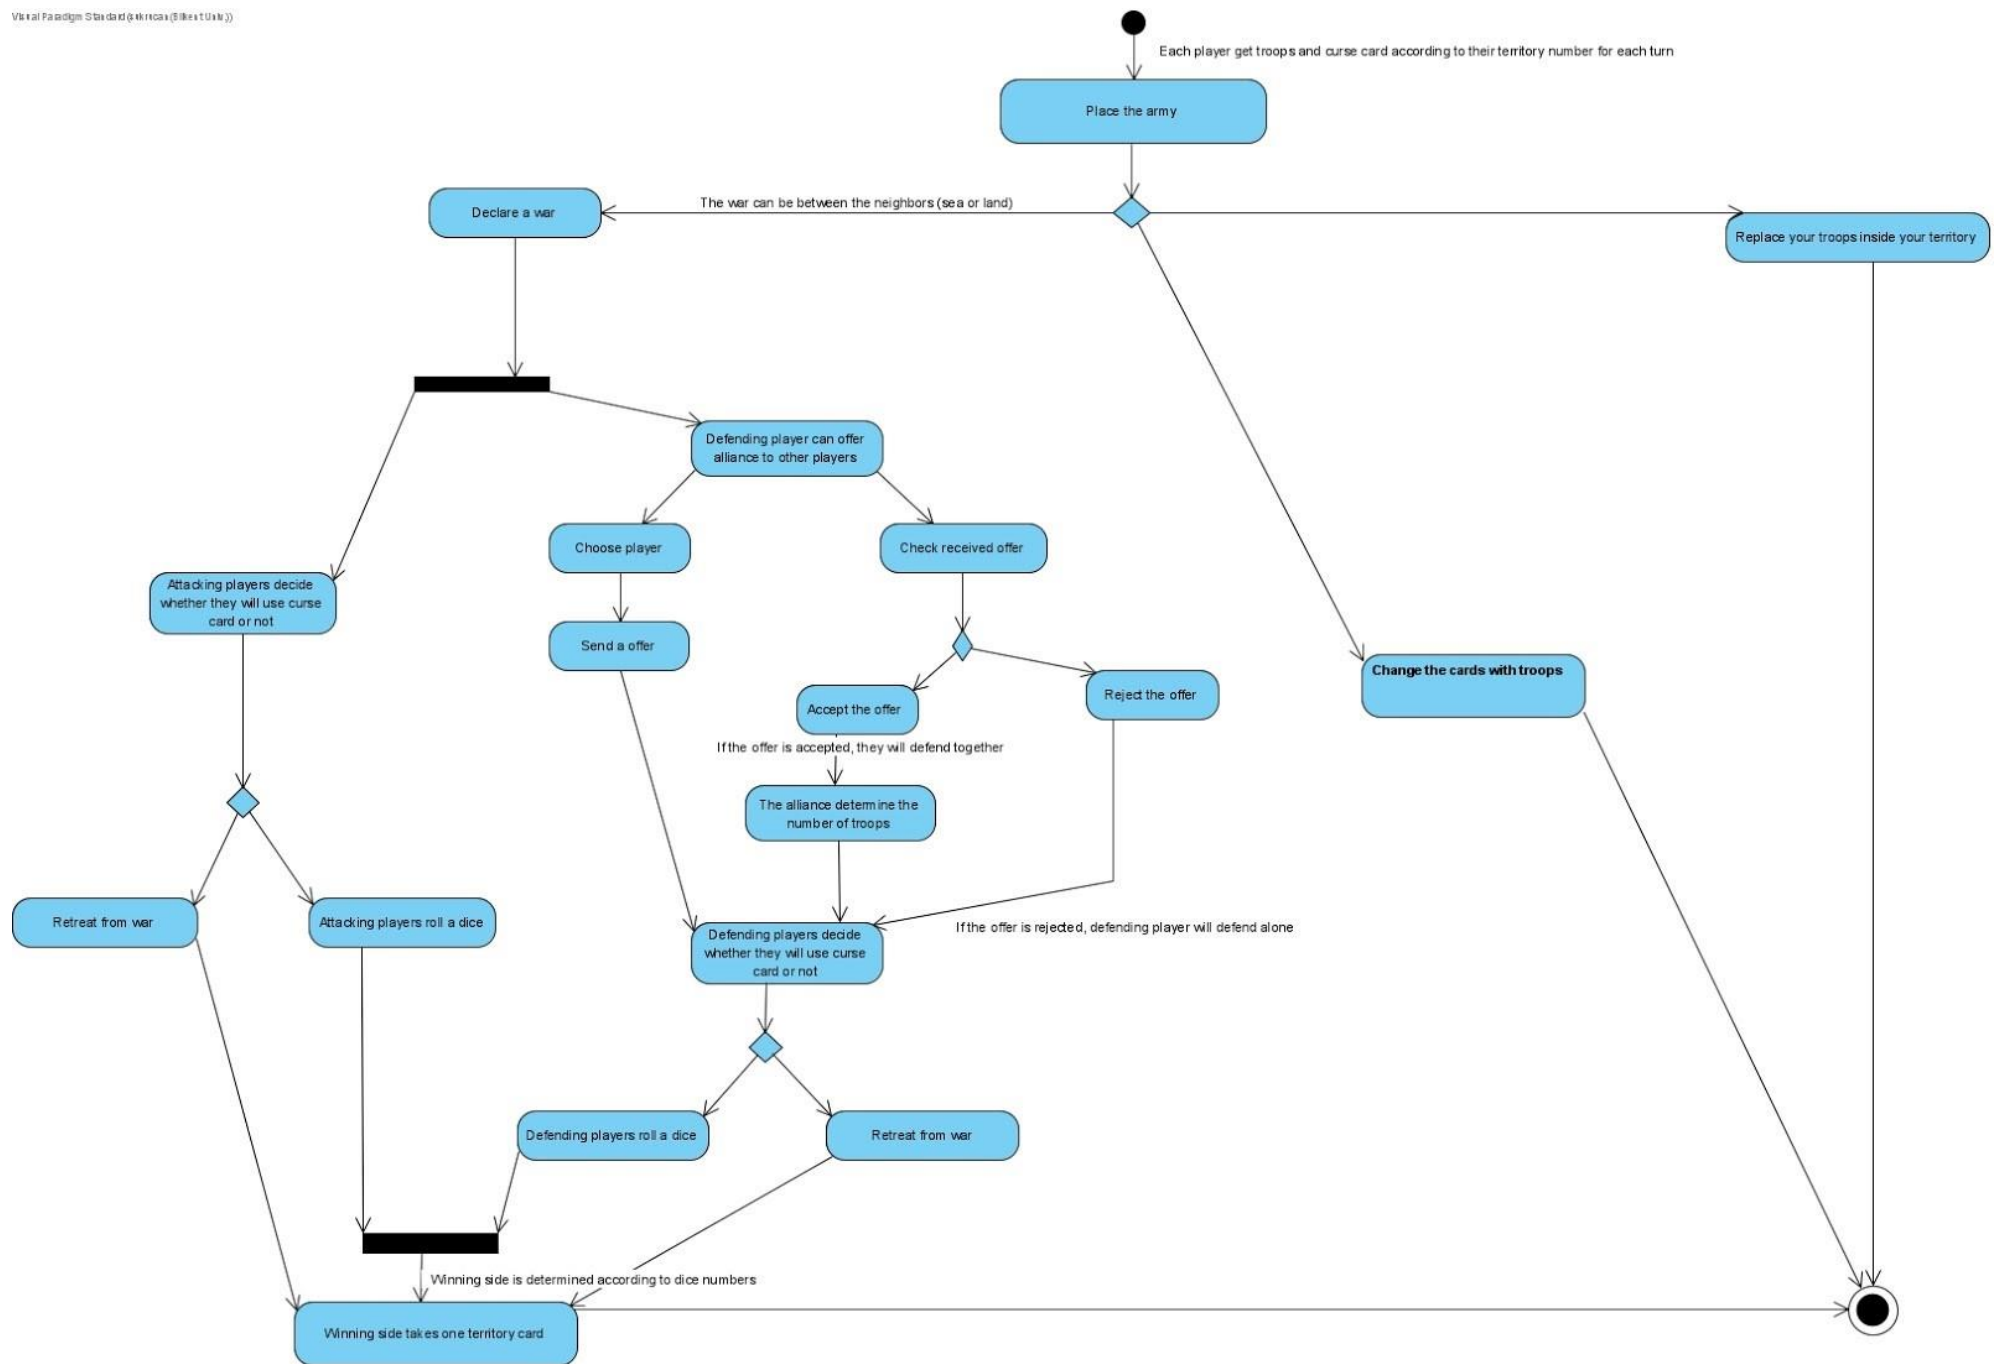 Visual Paradigm Standard
Each player get troops and curse card according to their territory number for each turn
Place the army
Declare a war
The war can be between the neighbors (sea or land)
Replace your troops inside your territory
Defending player can offer
alliance to other players
Choose player
Check received offer
Attacking players decide
whether they will use curse
card or not
Send a offer
Change the cards with troops
Accept the offer
Reject the offer
If the offer is accepted, they will defend together
The alliance determine the
number of troops
Retreat from war
Attacking players roll a dice
Defending players decide
whether they will use curse
card or not
If the offer is rejected, defending player will defend alone
Defending players roll a dice
Retreat from war
Winning side is determined according to dice numbers
Winning side takes one territory card